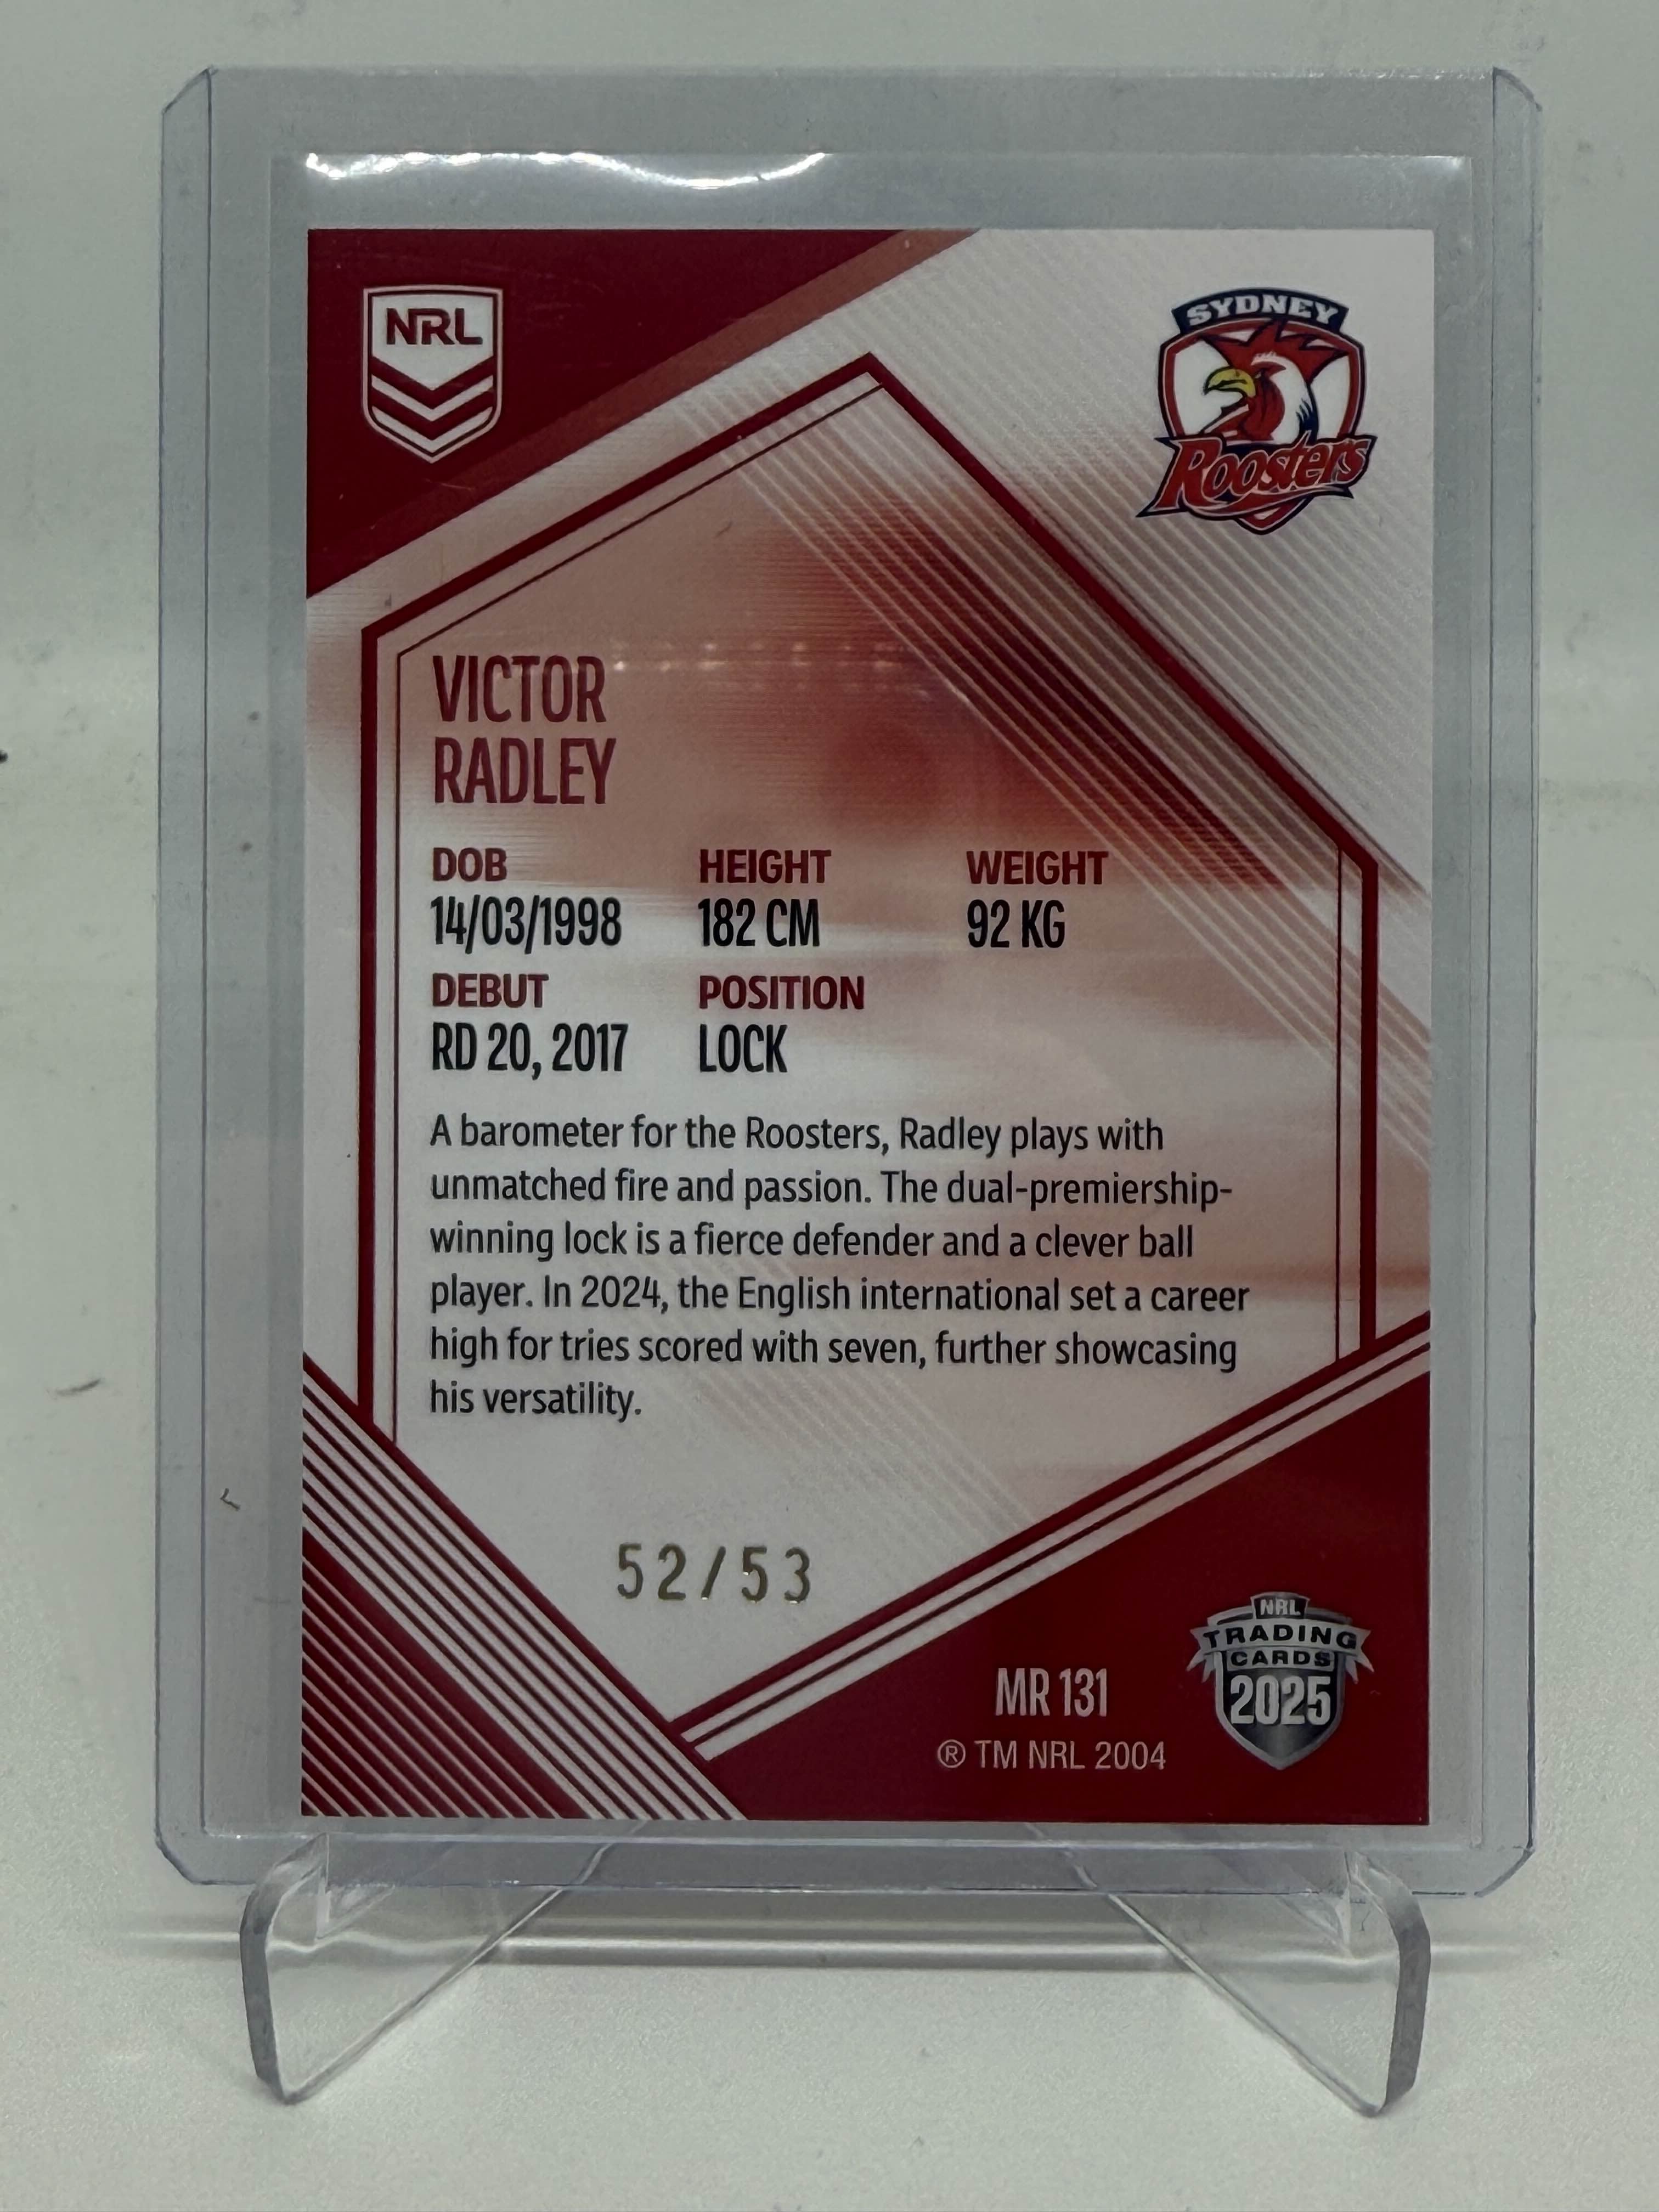 NRL
SYDNEY
Roosters
VICTOR
RADLEY
DOB HEIGHT WEIGHT
14/03/1998 182 CM 92 KG
DEBUT POSITION
RD 20, 2017 LOCK
A barometer for the Roosters, Radley plays with
unmatched fire and passion. The dual-premiership-
winning lock is a fierce defender and a clever ball
player. In 2024, the English international set a career
high for tries scored with seven, further showcasing
his versatility.
52/53
NRL
TRADING
CARDS
2025
MR 131
® TM NRL 2004